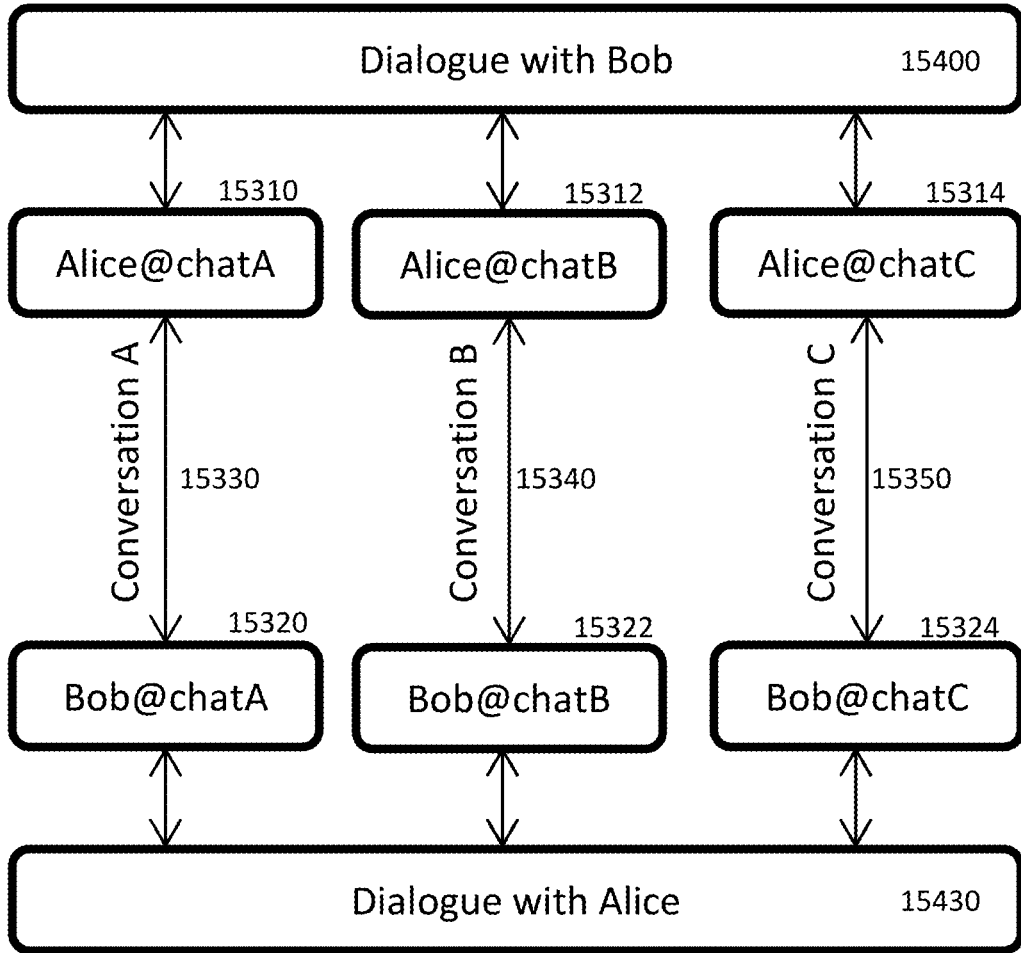 Dialogue with Bob 15400
15310 15312 15314
Alice@chatA Alice@chatB Alice@chatC
Conversation A
15330
Conversation B
15340
Conversation C
15350
15320 15322 15324
Bob@chatA Bob@chatB Bob@chatC
Dialogue with Alice 15430